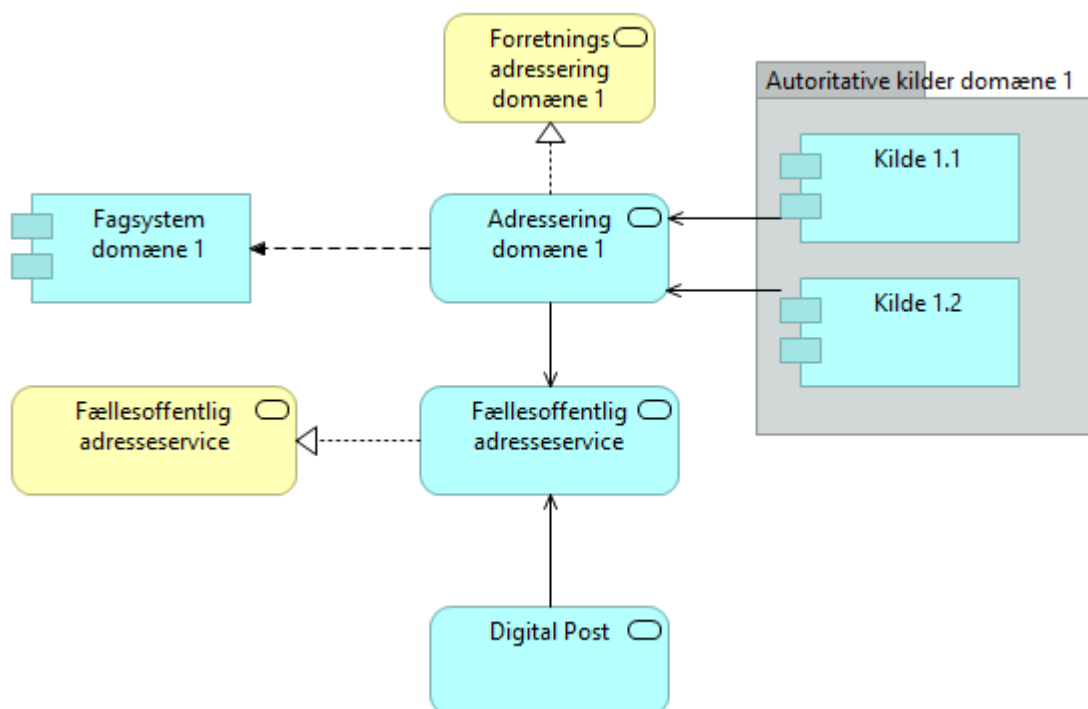 Forretnings
adressering
domæne 1
Autoritative kilder domæne 1
Kilde 1.1
Fagsystem
domæne 1
Adressering
domæne 1
Kilde 1.2
Fællesoffentlig
adresseservice
Fællesoffentlig
adresseservice
Digital Post